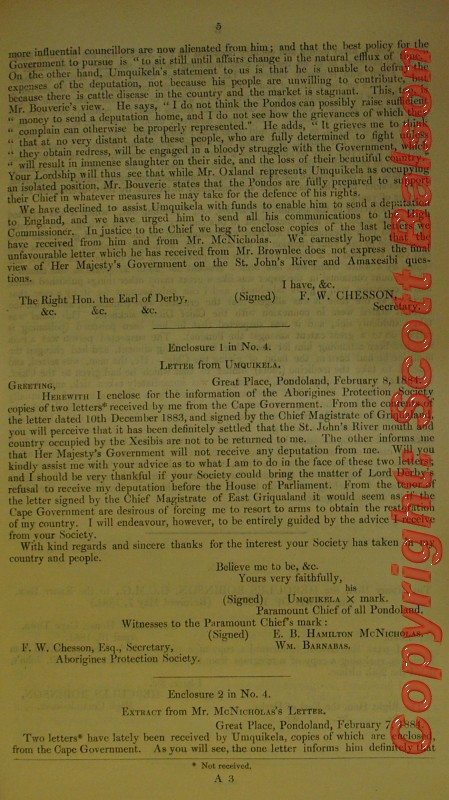 5
more influential councillors are now alienated from him; and that the best policy for the
Government to pursue is "to sit still until affairs change in the natural efflux of
On the other hand, Umquikela's statement to us is that he is unable to defray the
expenses of the deputation, not because his people are unwilling to contribute, but
because there is cattle disease in the country and the market is stagnant. This, too, is
Mr. Bouverie's view. He says, "I do not think the Pondos can possibly raise sufficient
" money to send a deputation home, and I do not see how the grievances of which they
" complain can otherwise be properly represented." He adds, "It grieves me to think
" that at no very distant date these people, who are fully determined to fight unless
" they obtain redress, will be engaged in a bloody struggle with the Government, which
" will result in immense slaughter on their side, and the loss of their beautiful country."
Your Lordship will thus see that while Mr. Oxland represents Umquikela as occupying
an isolated position, Mr. Bouverie states that the Pondos are fully prepared to support
their Chief in whatever measures he may take for the defence of his rights.
We have declined to assist Umquikela with funds to enable him to send a deputation
to England, and we have urged him to send all his communications to the High
Commissioner. In justice to the Chief we beg to enclose copies of the last letters we
have received from him and from Mr. McNicholas. We earnestly hope that the
unfavourable letter which he has received from Mr. Brownlee does not express the final
view of Her Majesty's Government on the St. John's River and Amaxesibi ques-
tions.
I have, &c.
The Right Hon. the Earl of Derby, (Signed) F. W. CHESSON,
&c. &c. &c. Secretary.
Enclosure 1 in No. 4.
LETTER from UMQUIKELA.
GREETING, Great Place, Pondoland, February 8, 1884.
HEREWITH I enclose for the information of the Aborigines Protection Society
copies of two letters* received by me from the Cape Government. From the contents of
the letter dated 10th December 1883, and signed by the Chief Magistrate of Griqualand,
you will perceive that it has been definitely settled that the St. John's River mouth and
country occupied by the Xesibis are not to be returned to me. The other informs me
that Her Majesty's Government will not receive any deputation from me. Will you
kindly assist me with your advice as to what I am to do in the face of these two letters,
and I should be very thankful if your Society could bring the matter of Lord Derby's
refusal to receive my deputation before the House of Parliament. From the tenor of
the letter signed by the Chief Magistrate of East Griqualand it would seem as if the
Cape Government are desirous of forcing me to resort to arms to obtain the restoration
of my country. I will endeavour, however, to be entirely guided by the advice I receive
from your Society.
With kind regards and sincere thanks for the interest your Society has taken in my
country and people.
Believe me to be, &c.
Yours very faithfully,
his
(Signed) UMQUIKELA × mark.
Paramount Chief of all Pondoland.
Witnesses to the Paramount Chief's mark:
(Signed) E. B. HAMILTON MCNICHOLAS,
F. W. Chesson, Esq., Secretary, WM. BARNABAS.
Aborigines Protection Society.
Enclosure 2 in No. 4.
EXTRACT from Mr. MCNICHOLAS'S LETTER.
Great Place, Pondoland, February 7, 1884.
Two letters* have lately been received by Umquikela, copies of which are enclosed,
from the Cape Government. As you will see, the one letter informs him definitely that
* Not received.
A 3
Copyright: Scott Balson